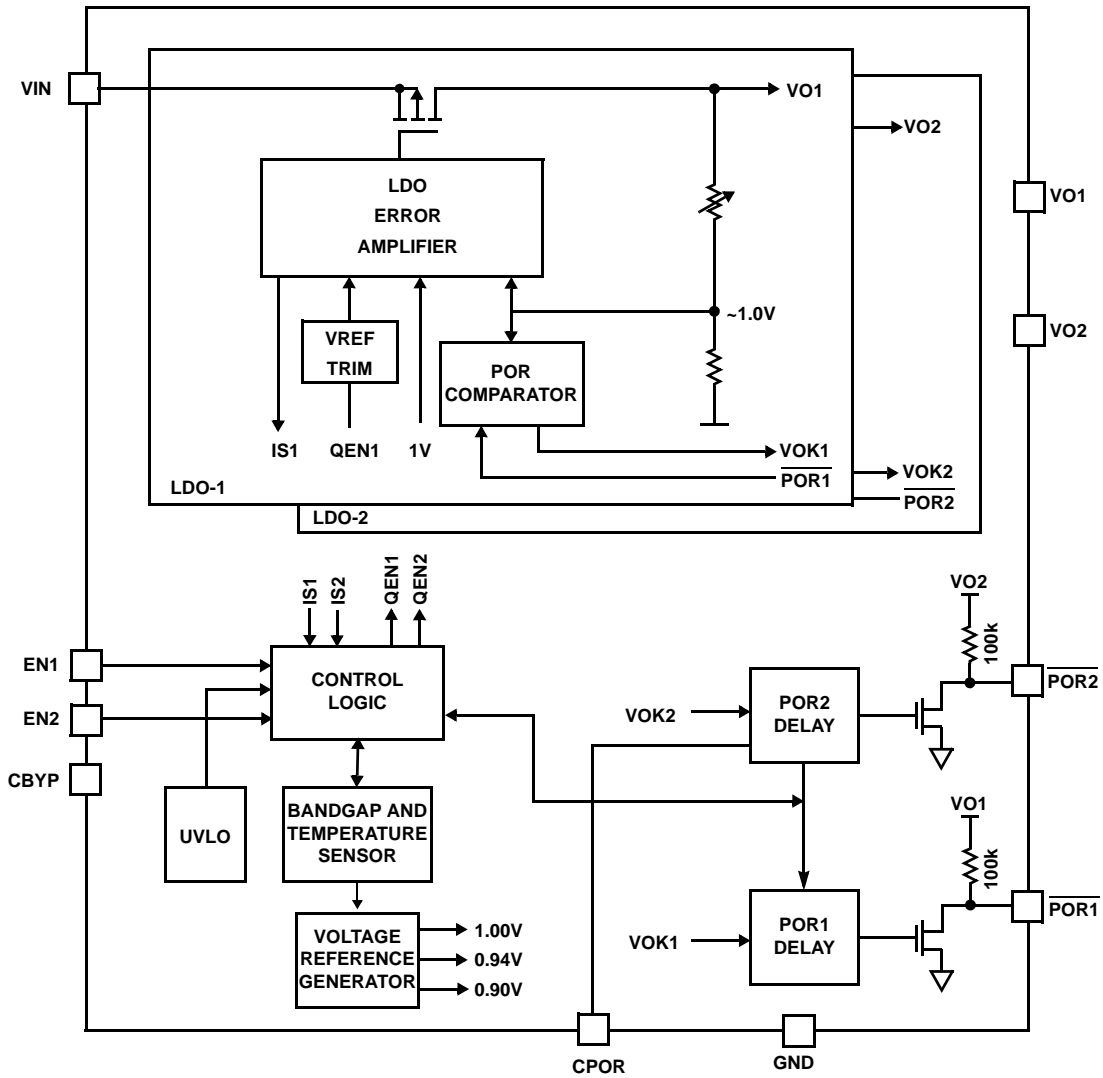 VIN
VO1
VO2
LDO
ERROR
AMPLIFIER
VO1
~1.0V
VO2
VREF
TRIM
POR
COMPARATOR
IS1
QEN1
1V
VOK1
POR1
VOK2
POR2
LDO-1
LDO-2
IS1
IS2
QEN1
QEN2
VO2
100k
EN1
CONTROL
LOGIC
POR2
DELAY
POR2
EN2
VOK2
CBYP
UVLO
BANDGAP AND
TEMPERATURE
SENSOR
VO1
100k
VOLTAGE
REFERENCE
GENERATOR
1.00V
0.94V
0.90V
VOK1
POR1
DELAY
POR1
CPOR
GND